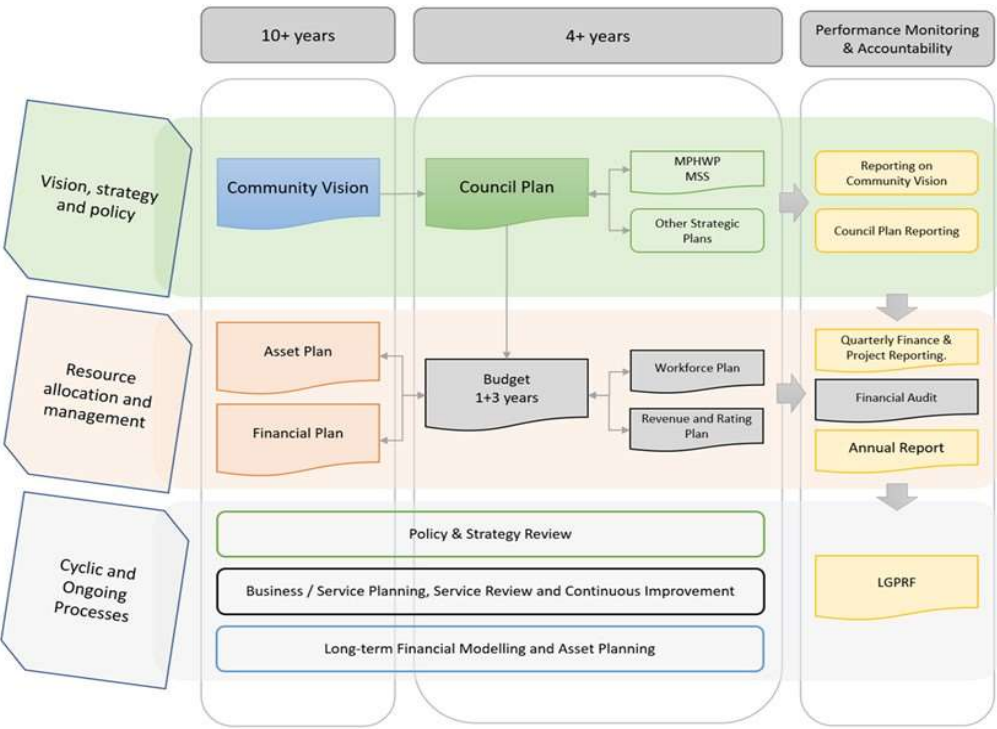 10+ years
4+ years
Performance Monitoring
& Accountability
Vision, strategy
and policy
Community Vision
Council Plan
MPHWP
MSS
Other Strategic
Plans
Reporting on
Community Vision
Council Plan Reporting
Resource
allocation and
management
Asset Plan
Financial Plan
Budget
1+3 years
Workforce Plan
Revenue and Rating
Plan
Quarterly Finance &
Project Reporting.
Financial Audit
Annual Report
Cyclic and
Ongoing
Processes
Policy & Strategy Review
Business / Service Planning, Service Review and Continuous Improvement
Long-term Financial Modelling and Asset Planning
LGPRF